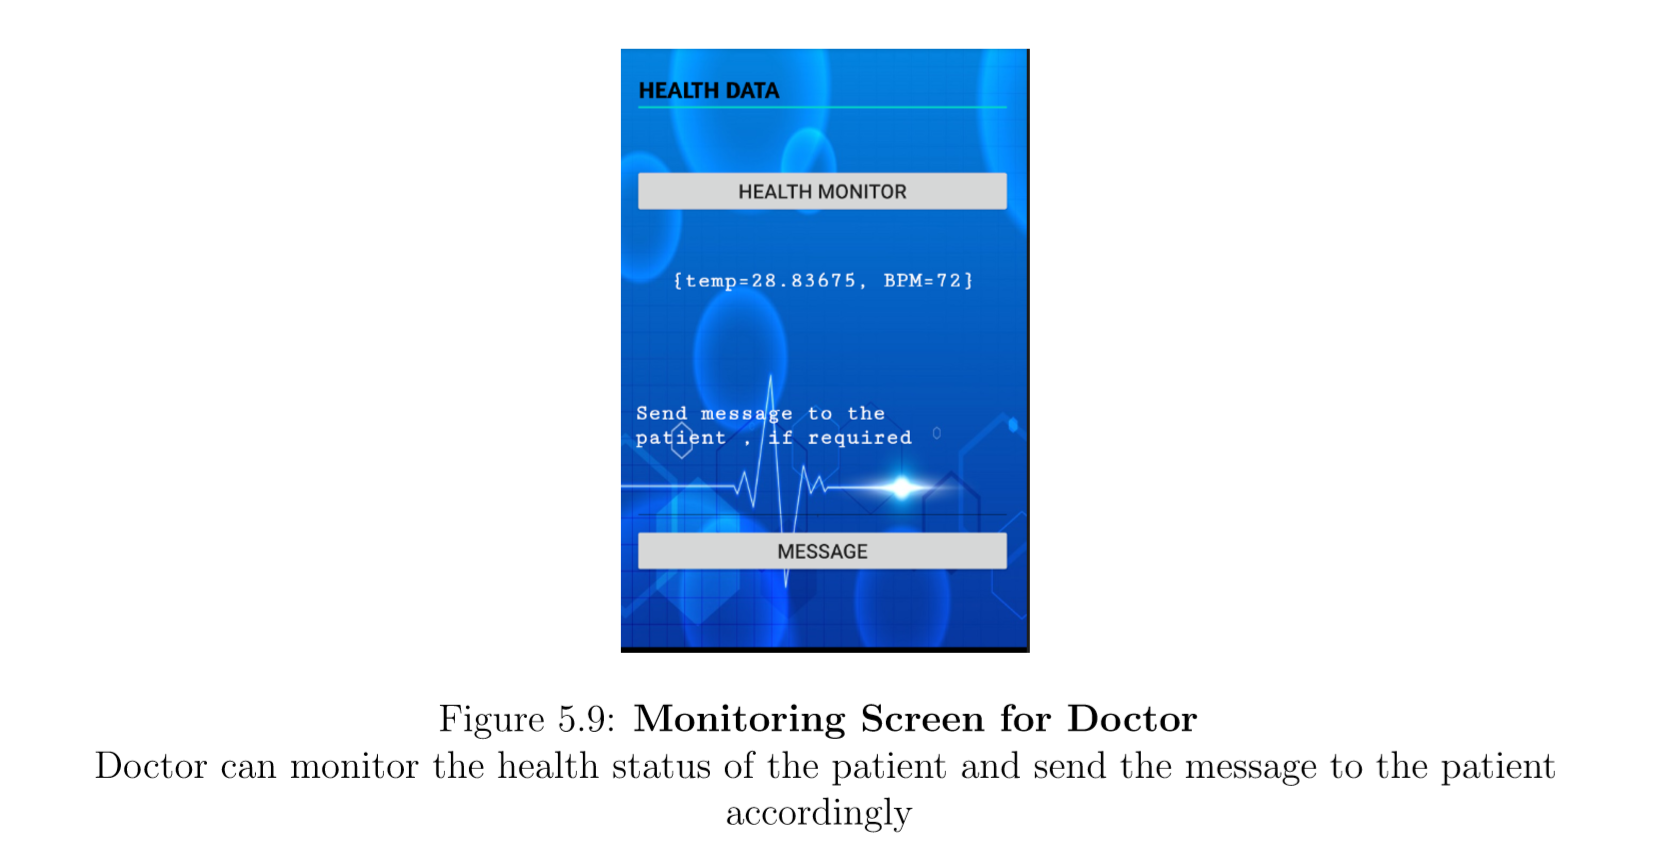 HEALTH DATA
HEALTH MONITOR
{temp=28.83675, BPM=72}
Send message to the
patient , if required
MESSAGE
Figure 5.9: Monitoring Screen for Doctor
Doctor can monitor the health status of the patient and send the message to the patient
accordingly